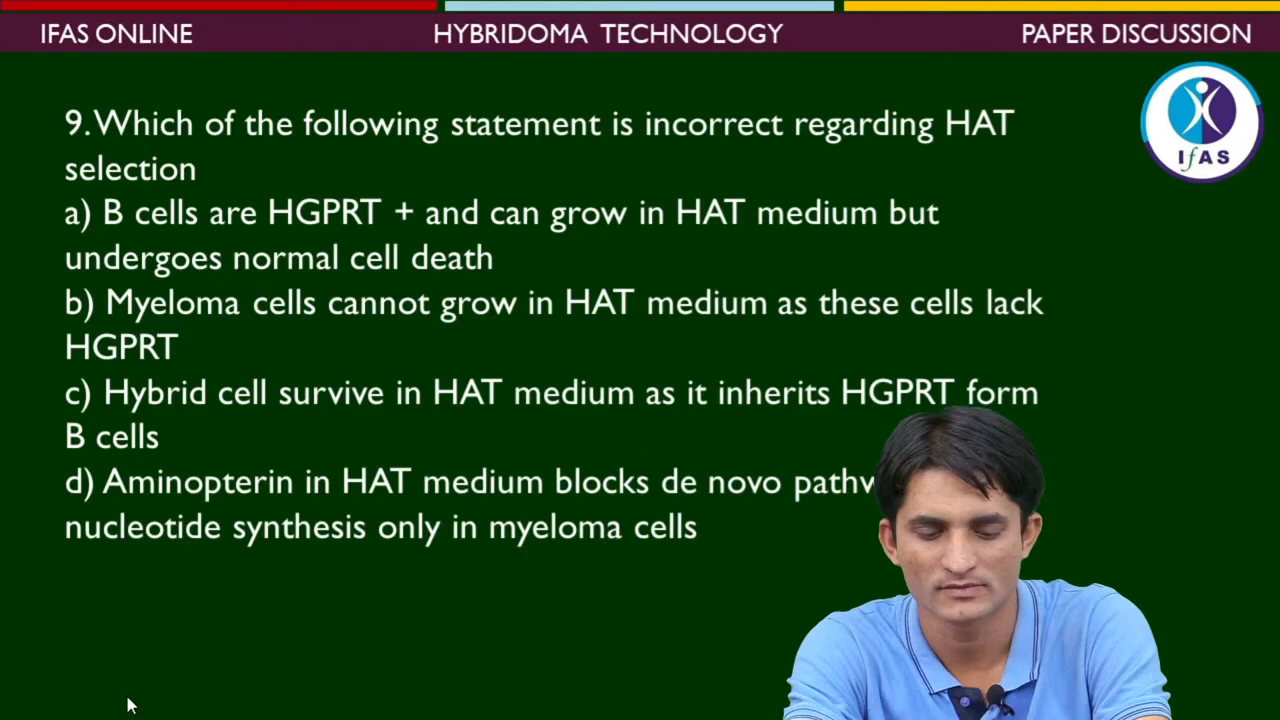 IFAS ONLINE
HYBRIDOMA TECHNOLOGY
PAPER DISCUSSION
IfAS
9. Which of the following statement is incorrect regarding HAT
selection
a) B cells are HGPRT + and can grow in HAT medium but
undergoes normal cell death
b) Myeloma cells cannot grow in HAT medium as these cells lack
HGPRT
c) Hybrid cell survive in HAT medium as it inherits HGPRT form
B cells
d) Aminopterin in HAT medium blocks de novo
nucleotide synthesis only in myeloma cells